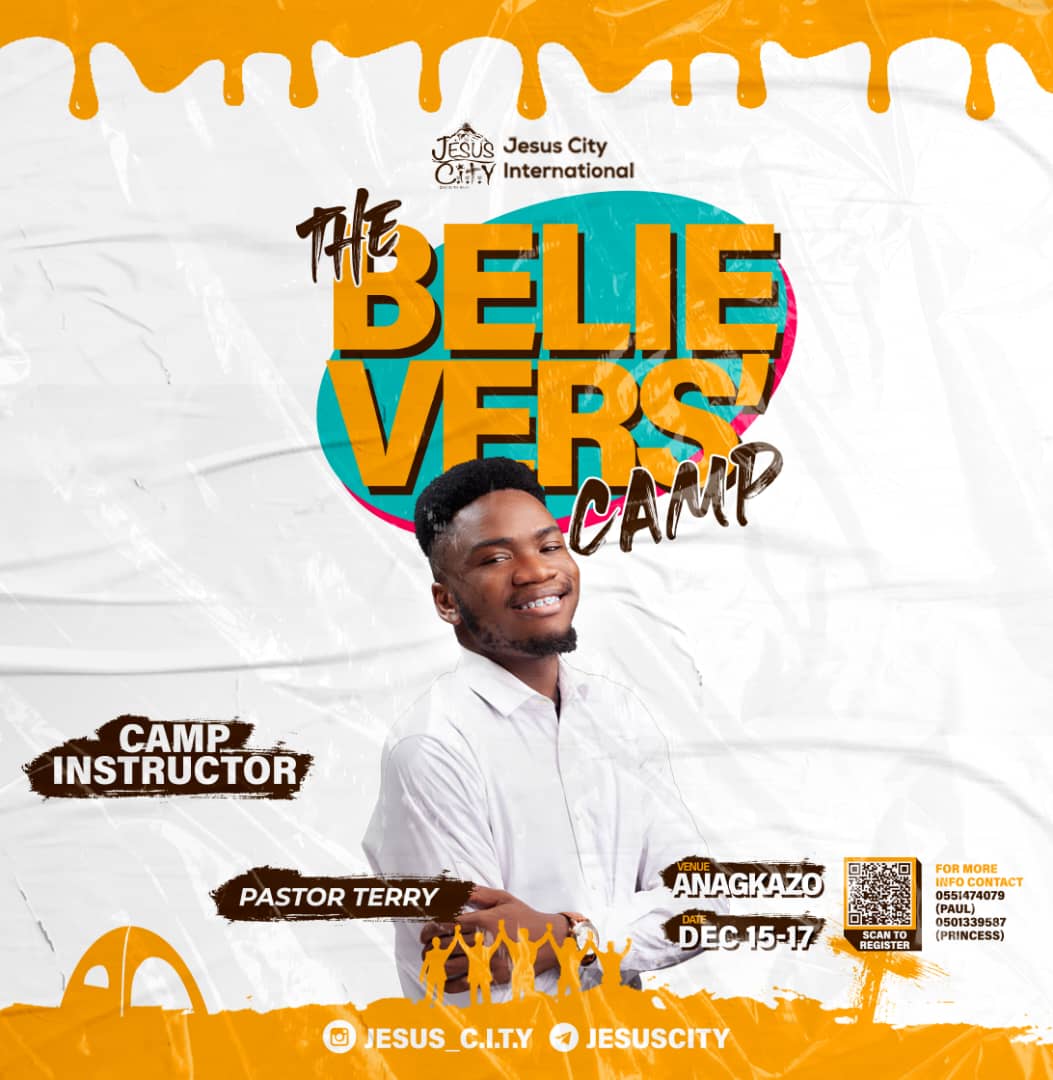 JESUS
C.i.t.Y
Jesus City
International
THE
BELIE
VERS'
CAMP
CAMP
INSTRUCTOR
PASTOR TERRY
VENUE
ANAGKAZO
DATE
DEC 15-17
SCAN TO
REGISTER
FOR MORE
INFO CONTACT
0551474079
(PAUL)
0501339587
(PRINCESS)
JESUS_C.I.T.Y JESUSCITY